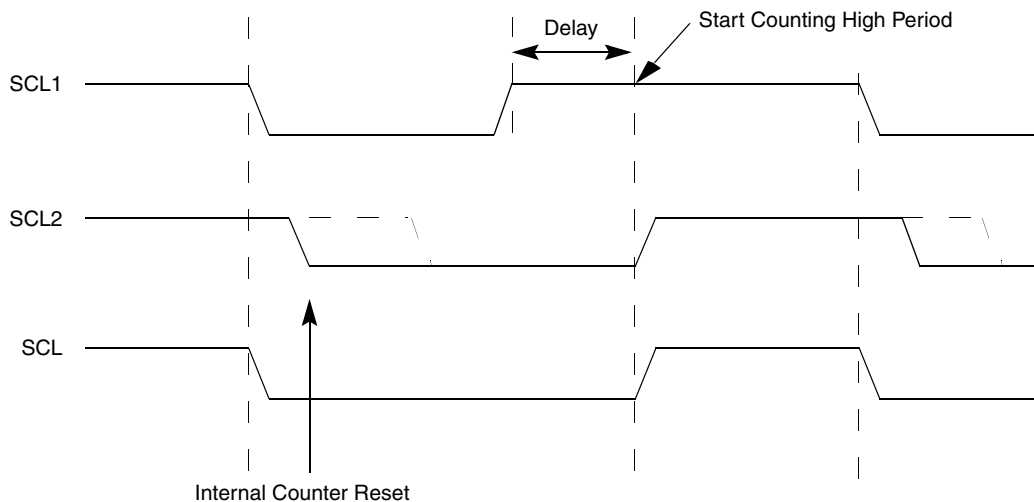 Start Counting High Period
Delay
SCL1
SCL2
SCL
Internal Counter Reset